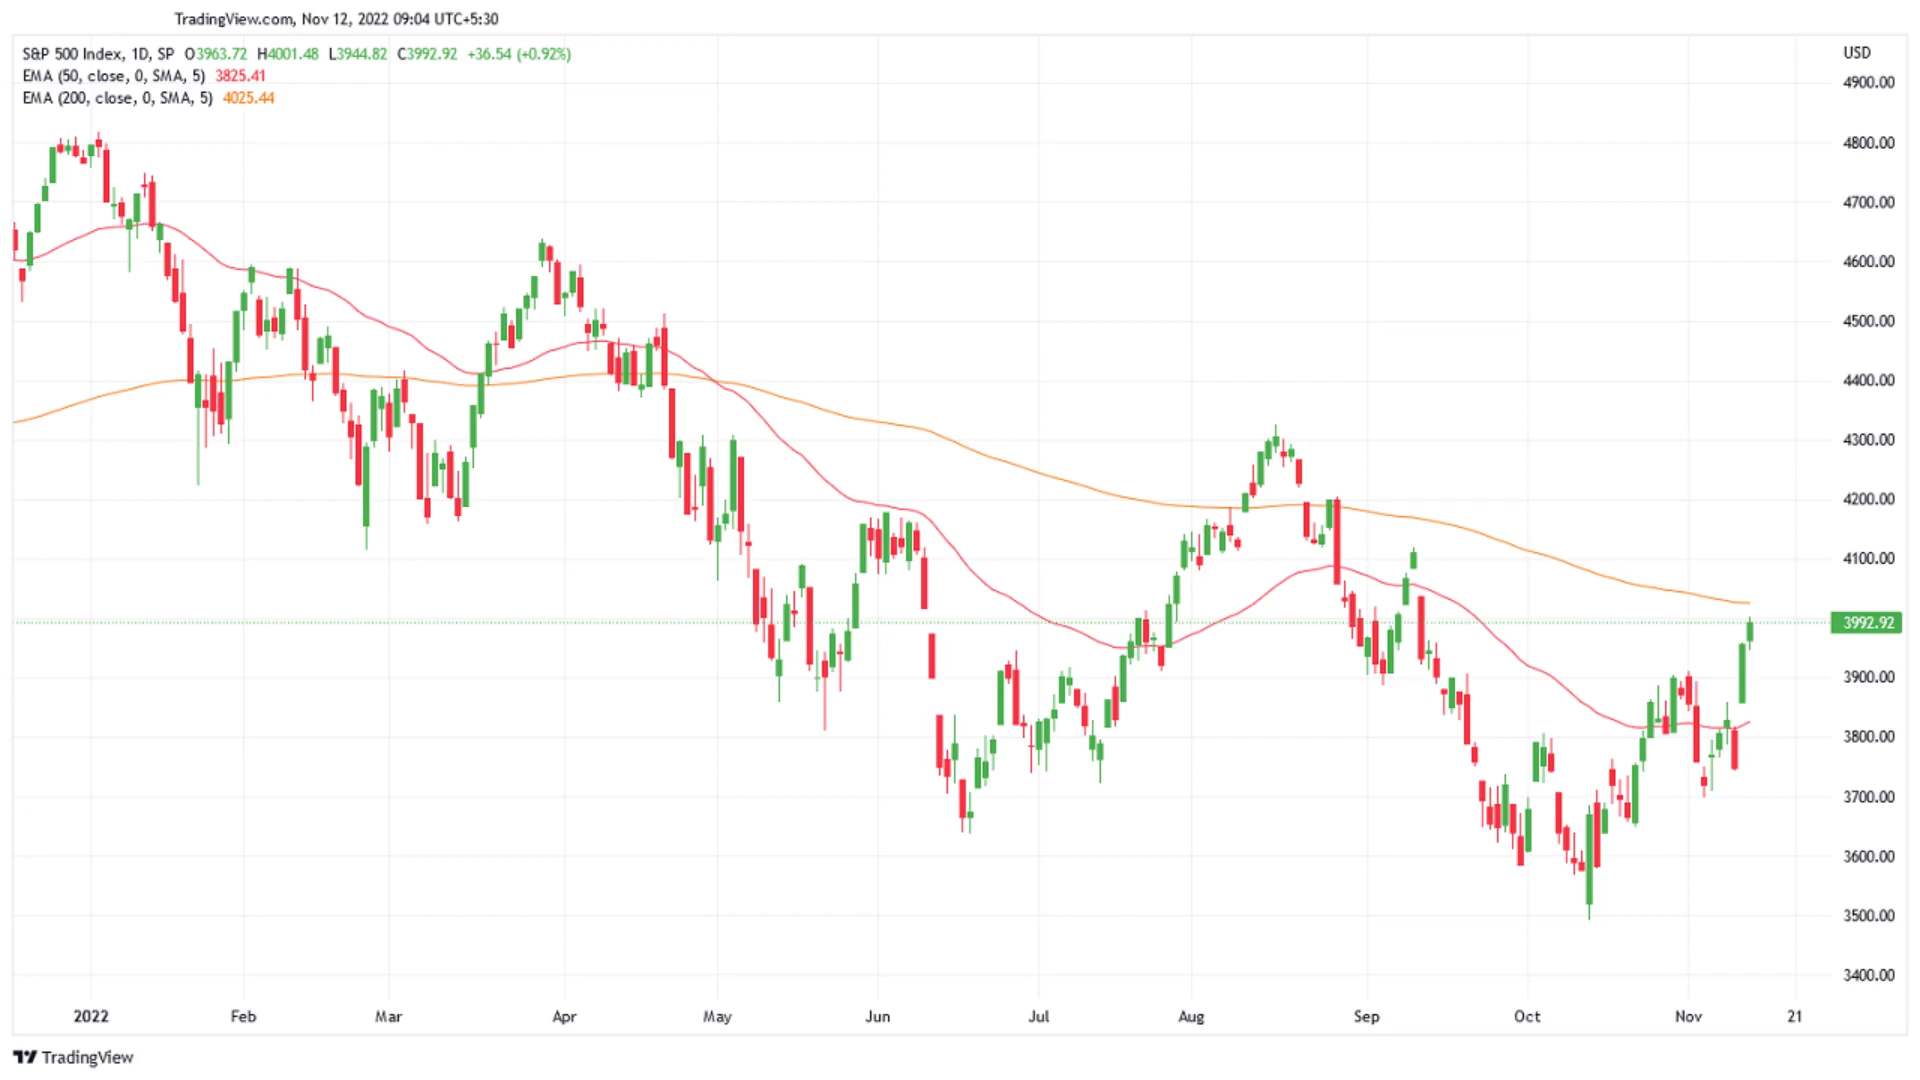 TradingView.com, Nov 12, 2022 09:04 UTC+5:30
S&P 500 Index, 1D, SP O3963.72 H4001.48 L3944.82 C3992.92 +36.54 (+0.92%)
EMA (50, close, 0, SMA, 5) 3825.41
EMA (200, close, 0, SMA, 5) 4025.44
USD
4900.00
4800.00
4700.00
4600.00
4500.00
4400.00
4300.00
4200.00
4100.00
3992.92
3900.00
3800.00
3700.00
3600.00
3500.00
3400.00
2022 Feb Mar Apr May Jun Jul Aug Sep Oct Nov 21
TradingView